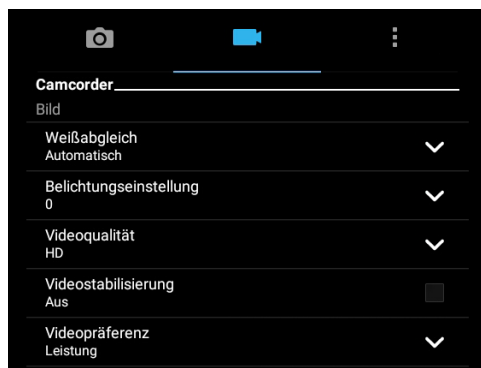 Camcorder
Bild
Weißabgleich
Automatisch
Belichtungseinstellung
0
Videoqualität
HD
Videostabilisierung
Aus
Videopräferenz
Leistung